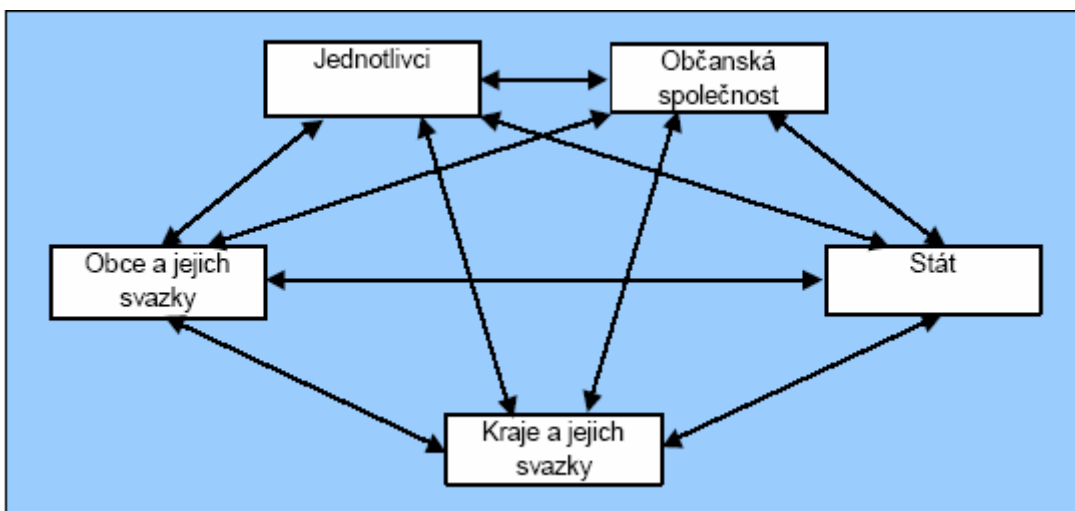 Jednotlivci
Občanská
společnost
Obce a jejich
svazky
Stát
Kraje a jejich
svazky